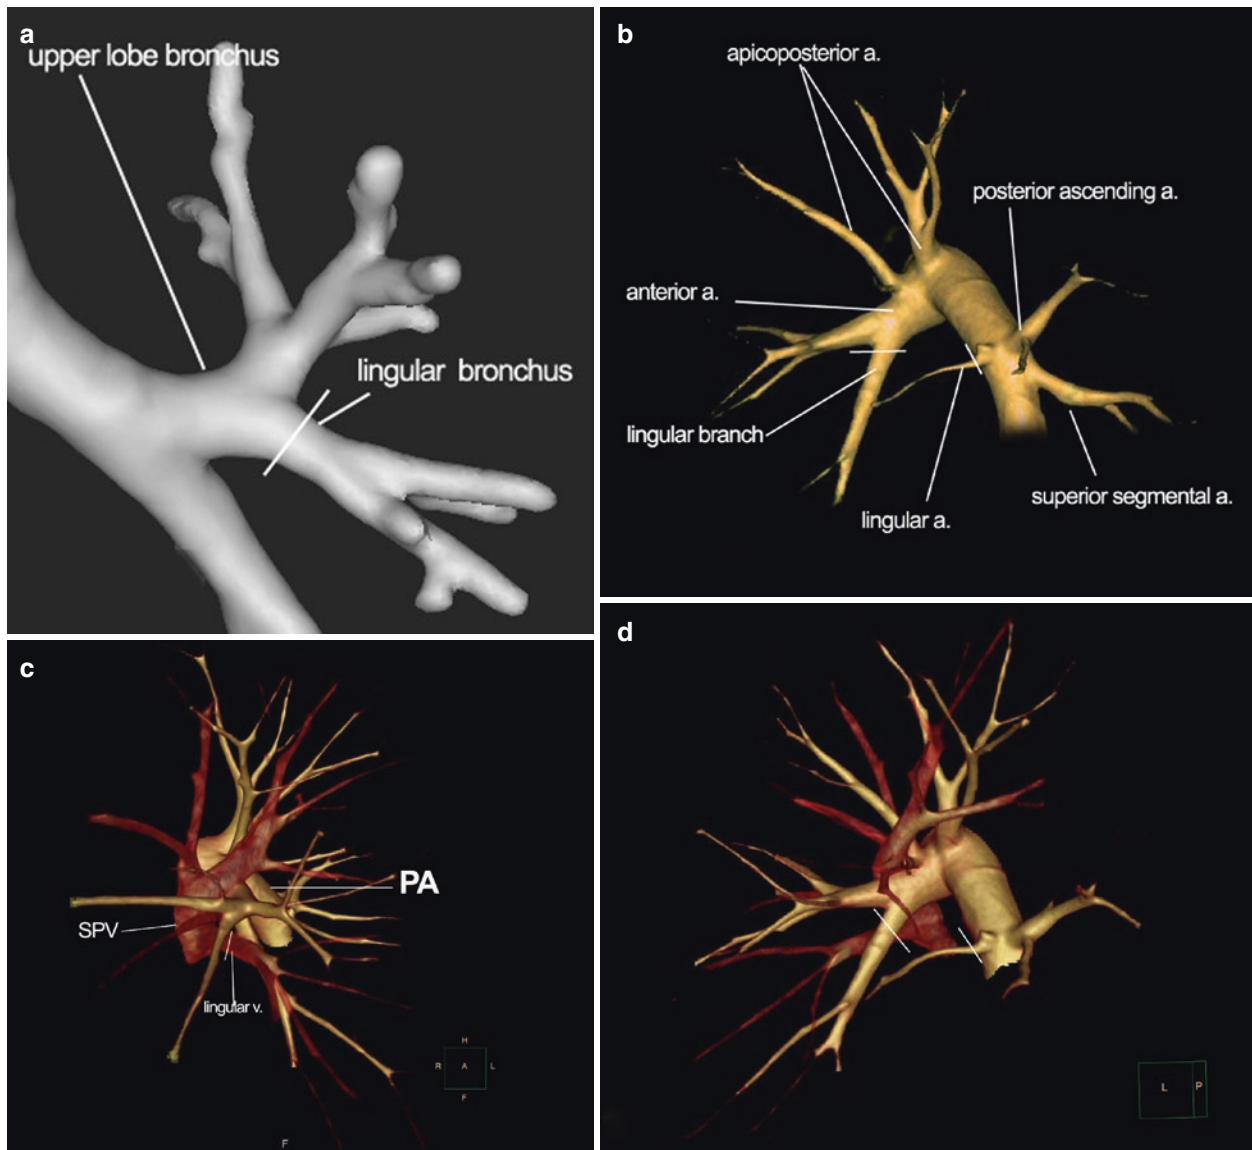 a
upper lobe bronchus
lingular bronchus
b
apicoposterior a.
posterior ascending a.
anterior a.
lingular branch
lingular a.
superior segmental a.
c
PA
SPV
lingular v.
H
R A L
F
F
d
L P